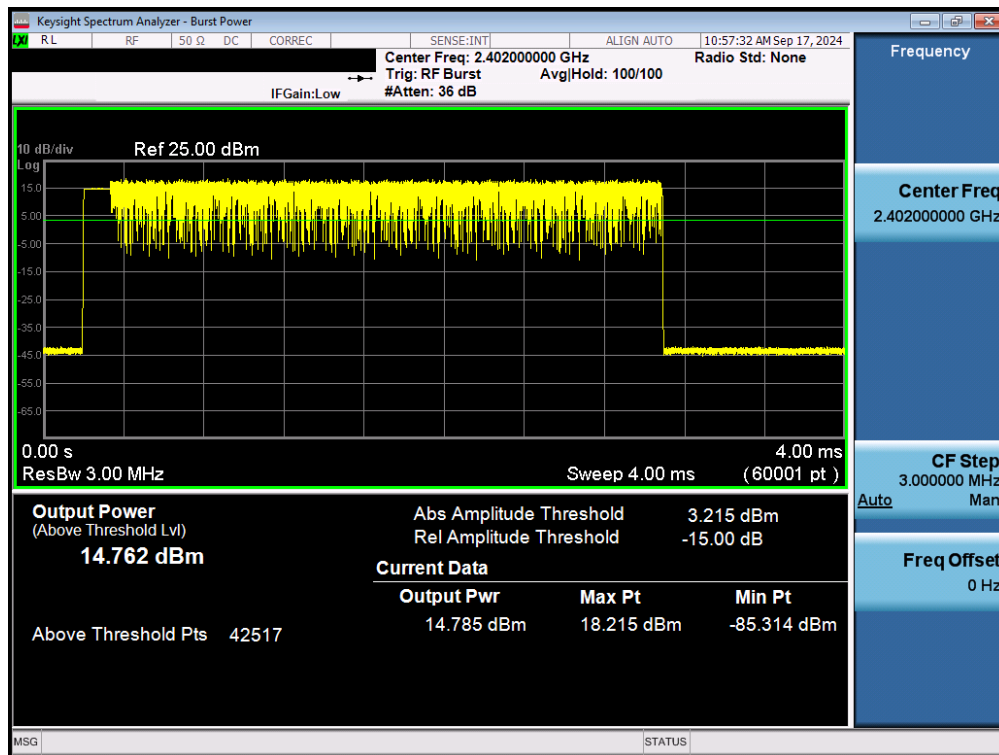 Keysight Spectrum Analyzer - Burst Power
LXI RL RF 50 Ω DC CORREC SENSE:INT ALIGN AUTO 10:57:32 AM Sep 17, 2024
Center Freq: 2.402000000 GHz Radio Std: None
Trig: RF Burst Avg|Hold: 100/100
IFGain:Low #Atten: 36 dB
10 dB/div Ref 25.00 dBm
Log
15.0
5.00
-5.00
-15.0
-25.0
-35.0
-45.0
-55.0
-65.0
0.00 s 4.00 ms
ResBw 3.00 MHz Sweep 4.00 ms (60001 pt )
Output Power
(Above Threshold Lvl)
14.762 dBm
Above Threshold Pts 42517
Abs Amplitude Threshold 3.215 dBm
Rel Amplitude Threshold -15.00 dB
Current Data
Output Pwr Max Pt Min Pt
14.785 dBm 18.215 dBm -85.314 dBm
Frequency
Center Freq
2.402000000 GHz
CF Step
3.000000 MHz
Auto Man
Freq Offset
0 Hz
MSG STATUS